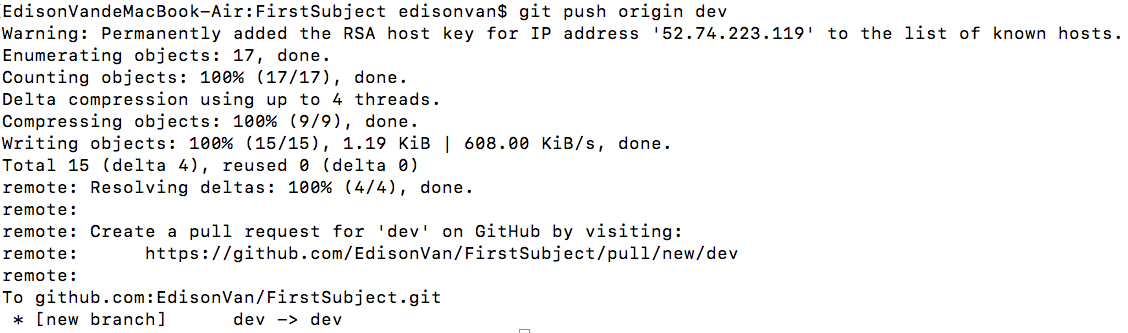 EdisonVandeMacBook-Air:FirstSubject edisonvan$ git push origin dev
Warning: Permanently added the RSA host key for IP address '52.74.223.119' to the list of known hosts.
Enumerating objects: 17, done.
Counting objects: 100% (17/17), done.
Delta compression using up to 4 threads.
Compressing objects: 100% (9/9), done.
Writing objects: 100% (15/15), 1.19 KiB | 608.00 KiB/s, done.
Total 15 (delta 4), reused 0 (delta 0)
remote: Resolving deltas: 100% (4/4), done.
remote:
remote: Create a pull request for 'dev' on GitHub by visiting:
remote:      https://github.com/EdisonVan/FirstSubject/pull/new/dev
remote:
To github.com:EdisonVan/FirstSubject.git
 * [new branch]      dev -> dev